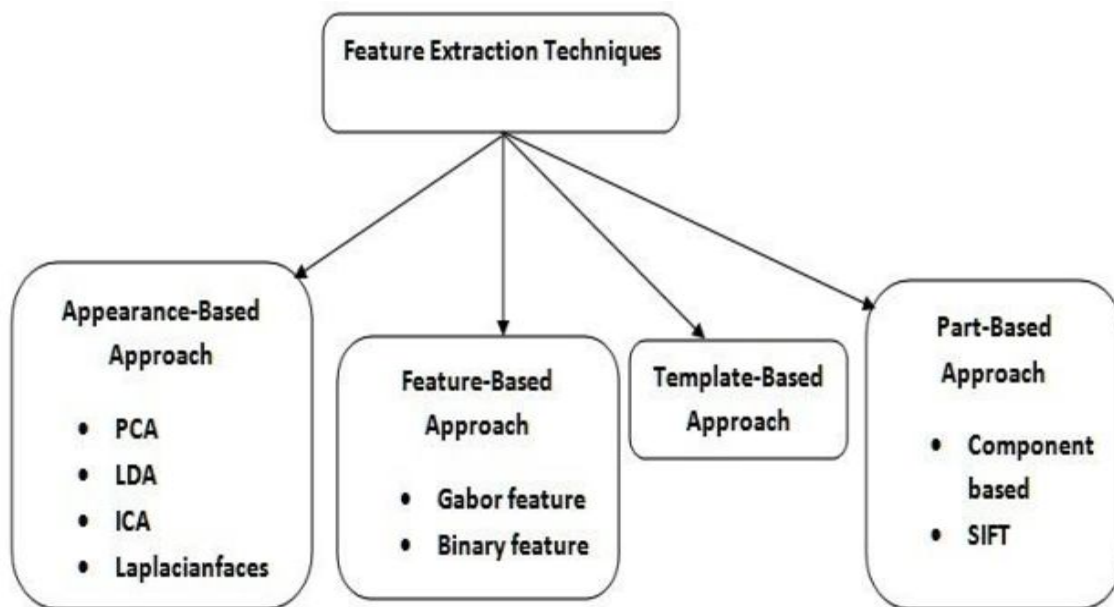 Feature Extraction Techniques
Appearance-Based
Approach
• PCA
• LDA
• ICA
• Laplacianfaces
Feature-Based
Approach
• Gabor feature
• Binary feature
Template-Based
Approach
Part-Based
Approach
• Component
based
• SIFT